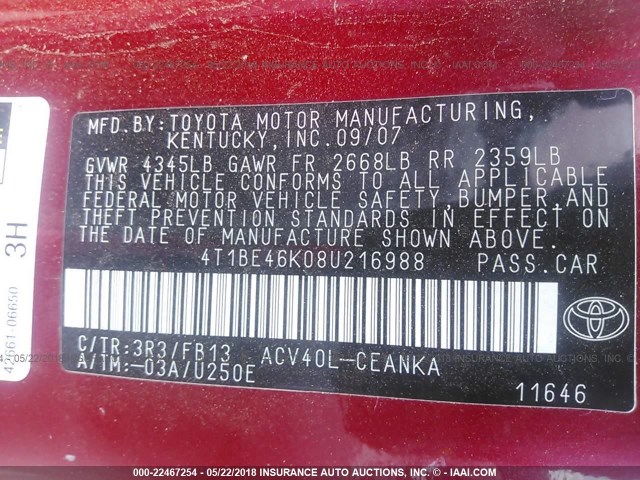 MFD.BY:TOYOTA MOTOR MANUFACTURING,
KENTUCKY, INC. 09/07
GVWR 4345LB GAWR FR 2668LB RR 2359LB
THIS VEHICLE CONFORMS TO ALL APPLICABLE
FEDERAL MOTOR VEHICLE SAFETY, BUMPER, AND
THEFT PREVENTION STANDARDS IN EFFECT ON
THE DATE OF MANUFACTURE SHOWN ABOVE.
4T1BE46K08U216988 PASS.CAR
C/TR:3R3/FB13 ACV40L-CEANKA
A/TM:-03A/U250E
11646
3H
42661-06650
000-22467254 - 05/22/2018 INSURANCE AUTO AUCTIONS, INC. - © - IAAI.COM